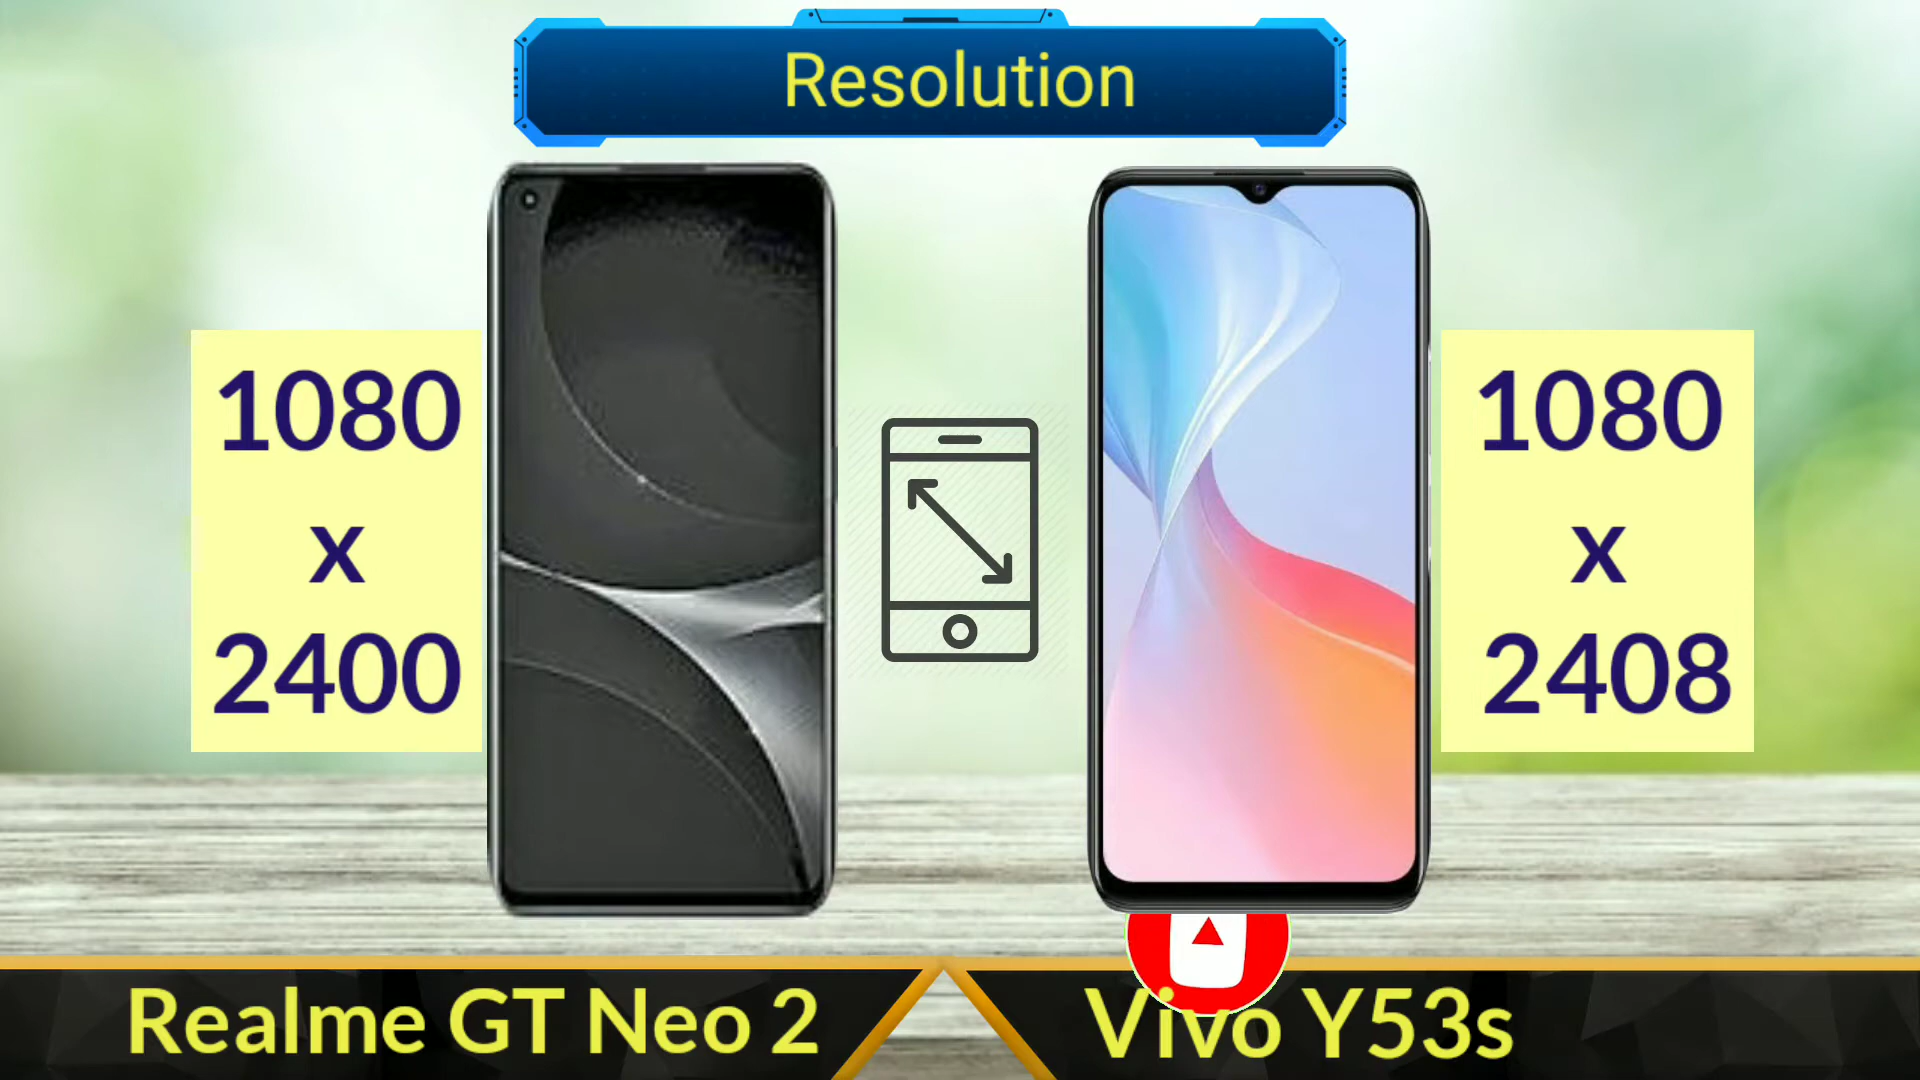 Resolution
1080
x
2400
1080
x
2408
Realme GT Neo 2
Vivo Y53s